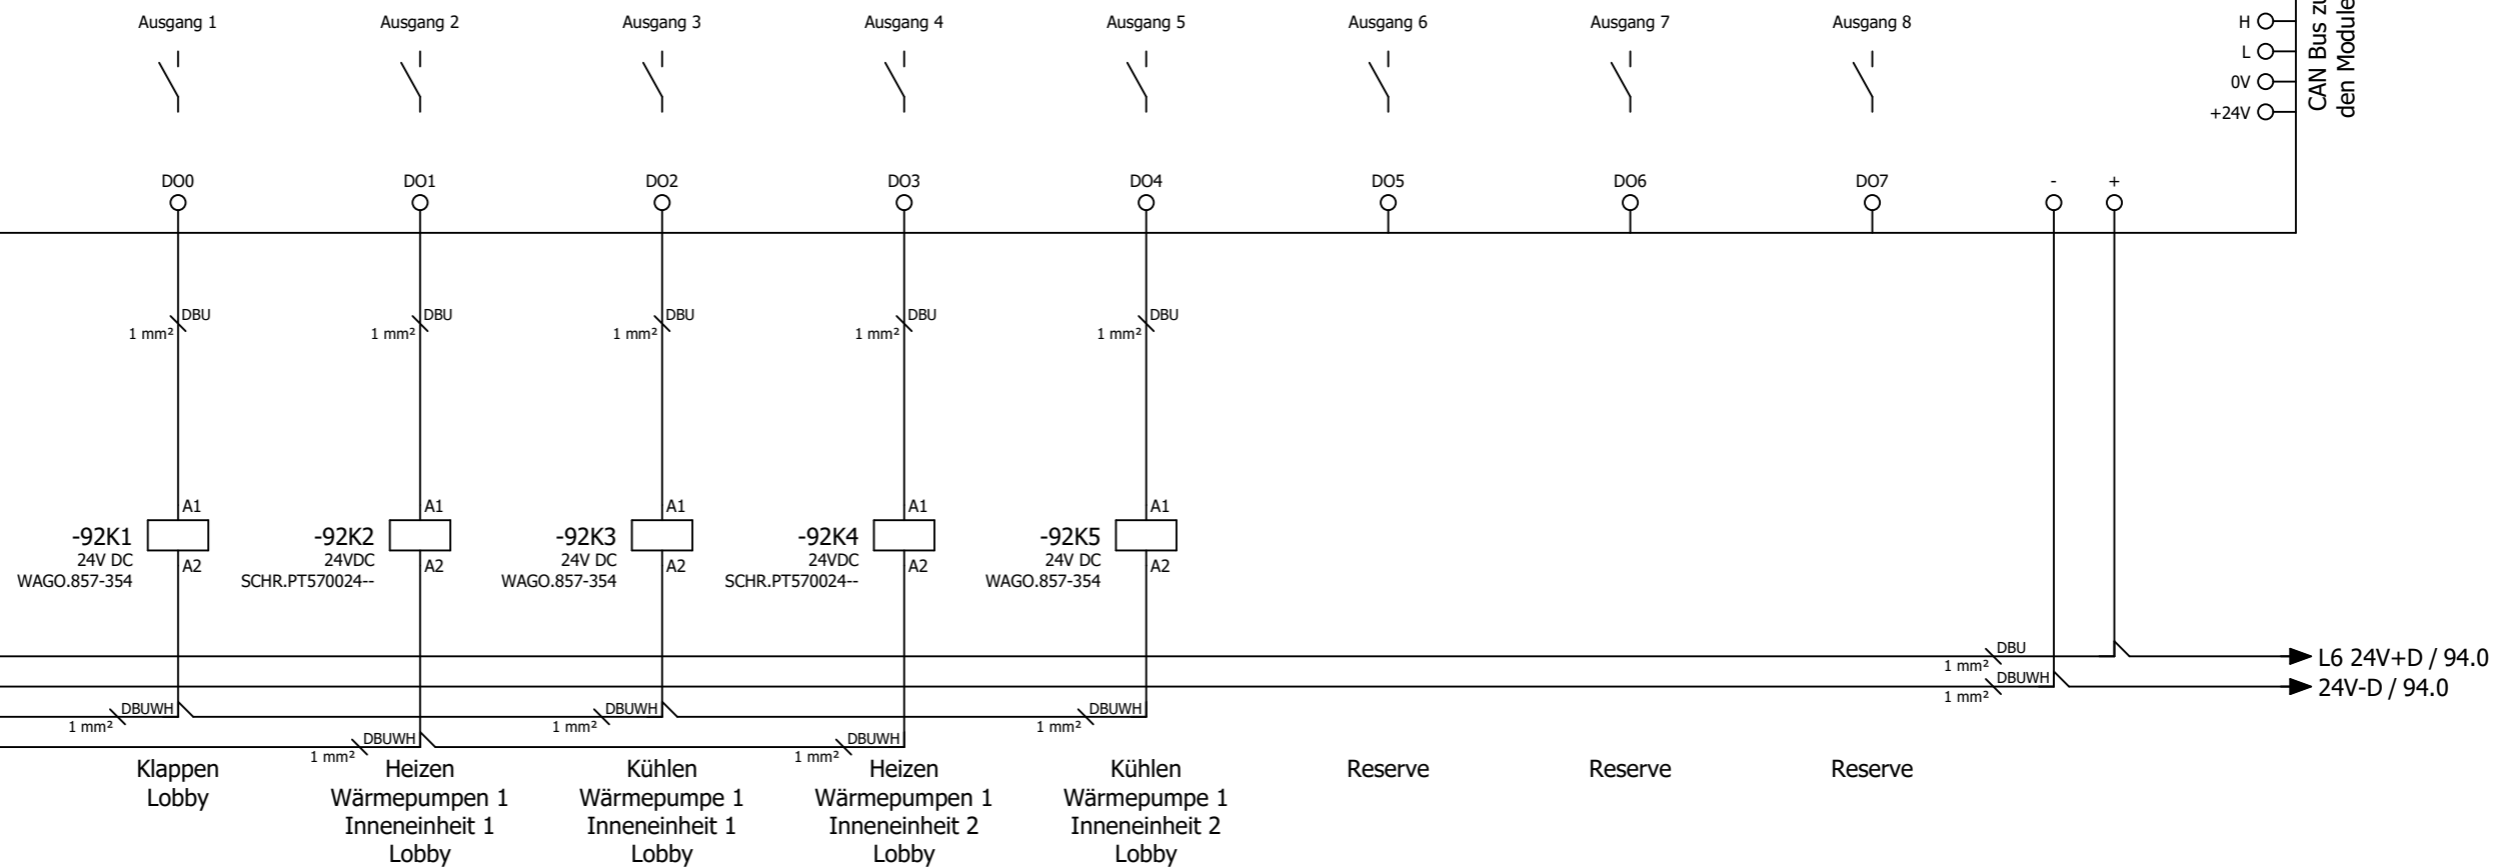 Ausgang 1 Ausgang 2 Ausgang 3 Ausgang 4 Ausgang 5 Ausgang 6 Ausgang 7 Ausgang 8
H
L
0V
+24V
CAN Bus zu
den Module
DO0 DO1 DO2 DO3 DO4 DO5 DO6 DO7 - +
DBU DBU DBU DBU DBU
1 mm² 1 mm² 1 mm² 1 mm² 1 mm²
A1 A1 A1 A1 A1
-92K1 -92K2 -92K3 -92K4 -92K5
24V DC 24VDC 24V DC 24VDC 24V DC
A2 A2 A2 A2 A2
WAGO.857-354 SCHR.PT570024-- WAGO.857-354 SCHR.PT570024-- WAGO.857-354
DBU
1 mm²
L6 24V+D / 94.0
DBUWH
1 mm²
24V-D / 94.0
DBUWH DBUWH DBUWH
1 mm² 1 mm² 1 mm²
DBUWH DBUWH
1 mm² 1 mm²
Klappen
Lobby
Heizen
Wärmepumpen 1
Inneneinheit 1
Lobby
Kühlen
Wärmepumpe 1
Inneneinheit 1
Lobby
Heizen
Wärmepumpen 1
Inneneinheit 2
Lobby
Kühlen
Wärmepumpe 1
Inneneinheit 2
Lobby
Reserve
Reserve
Reserve